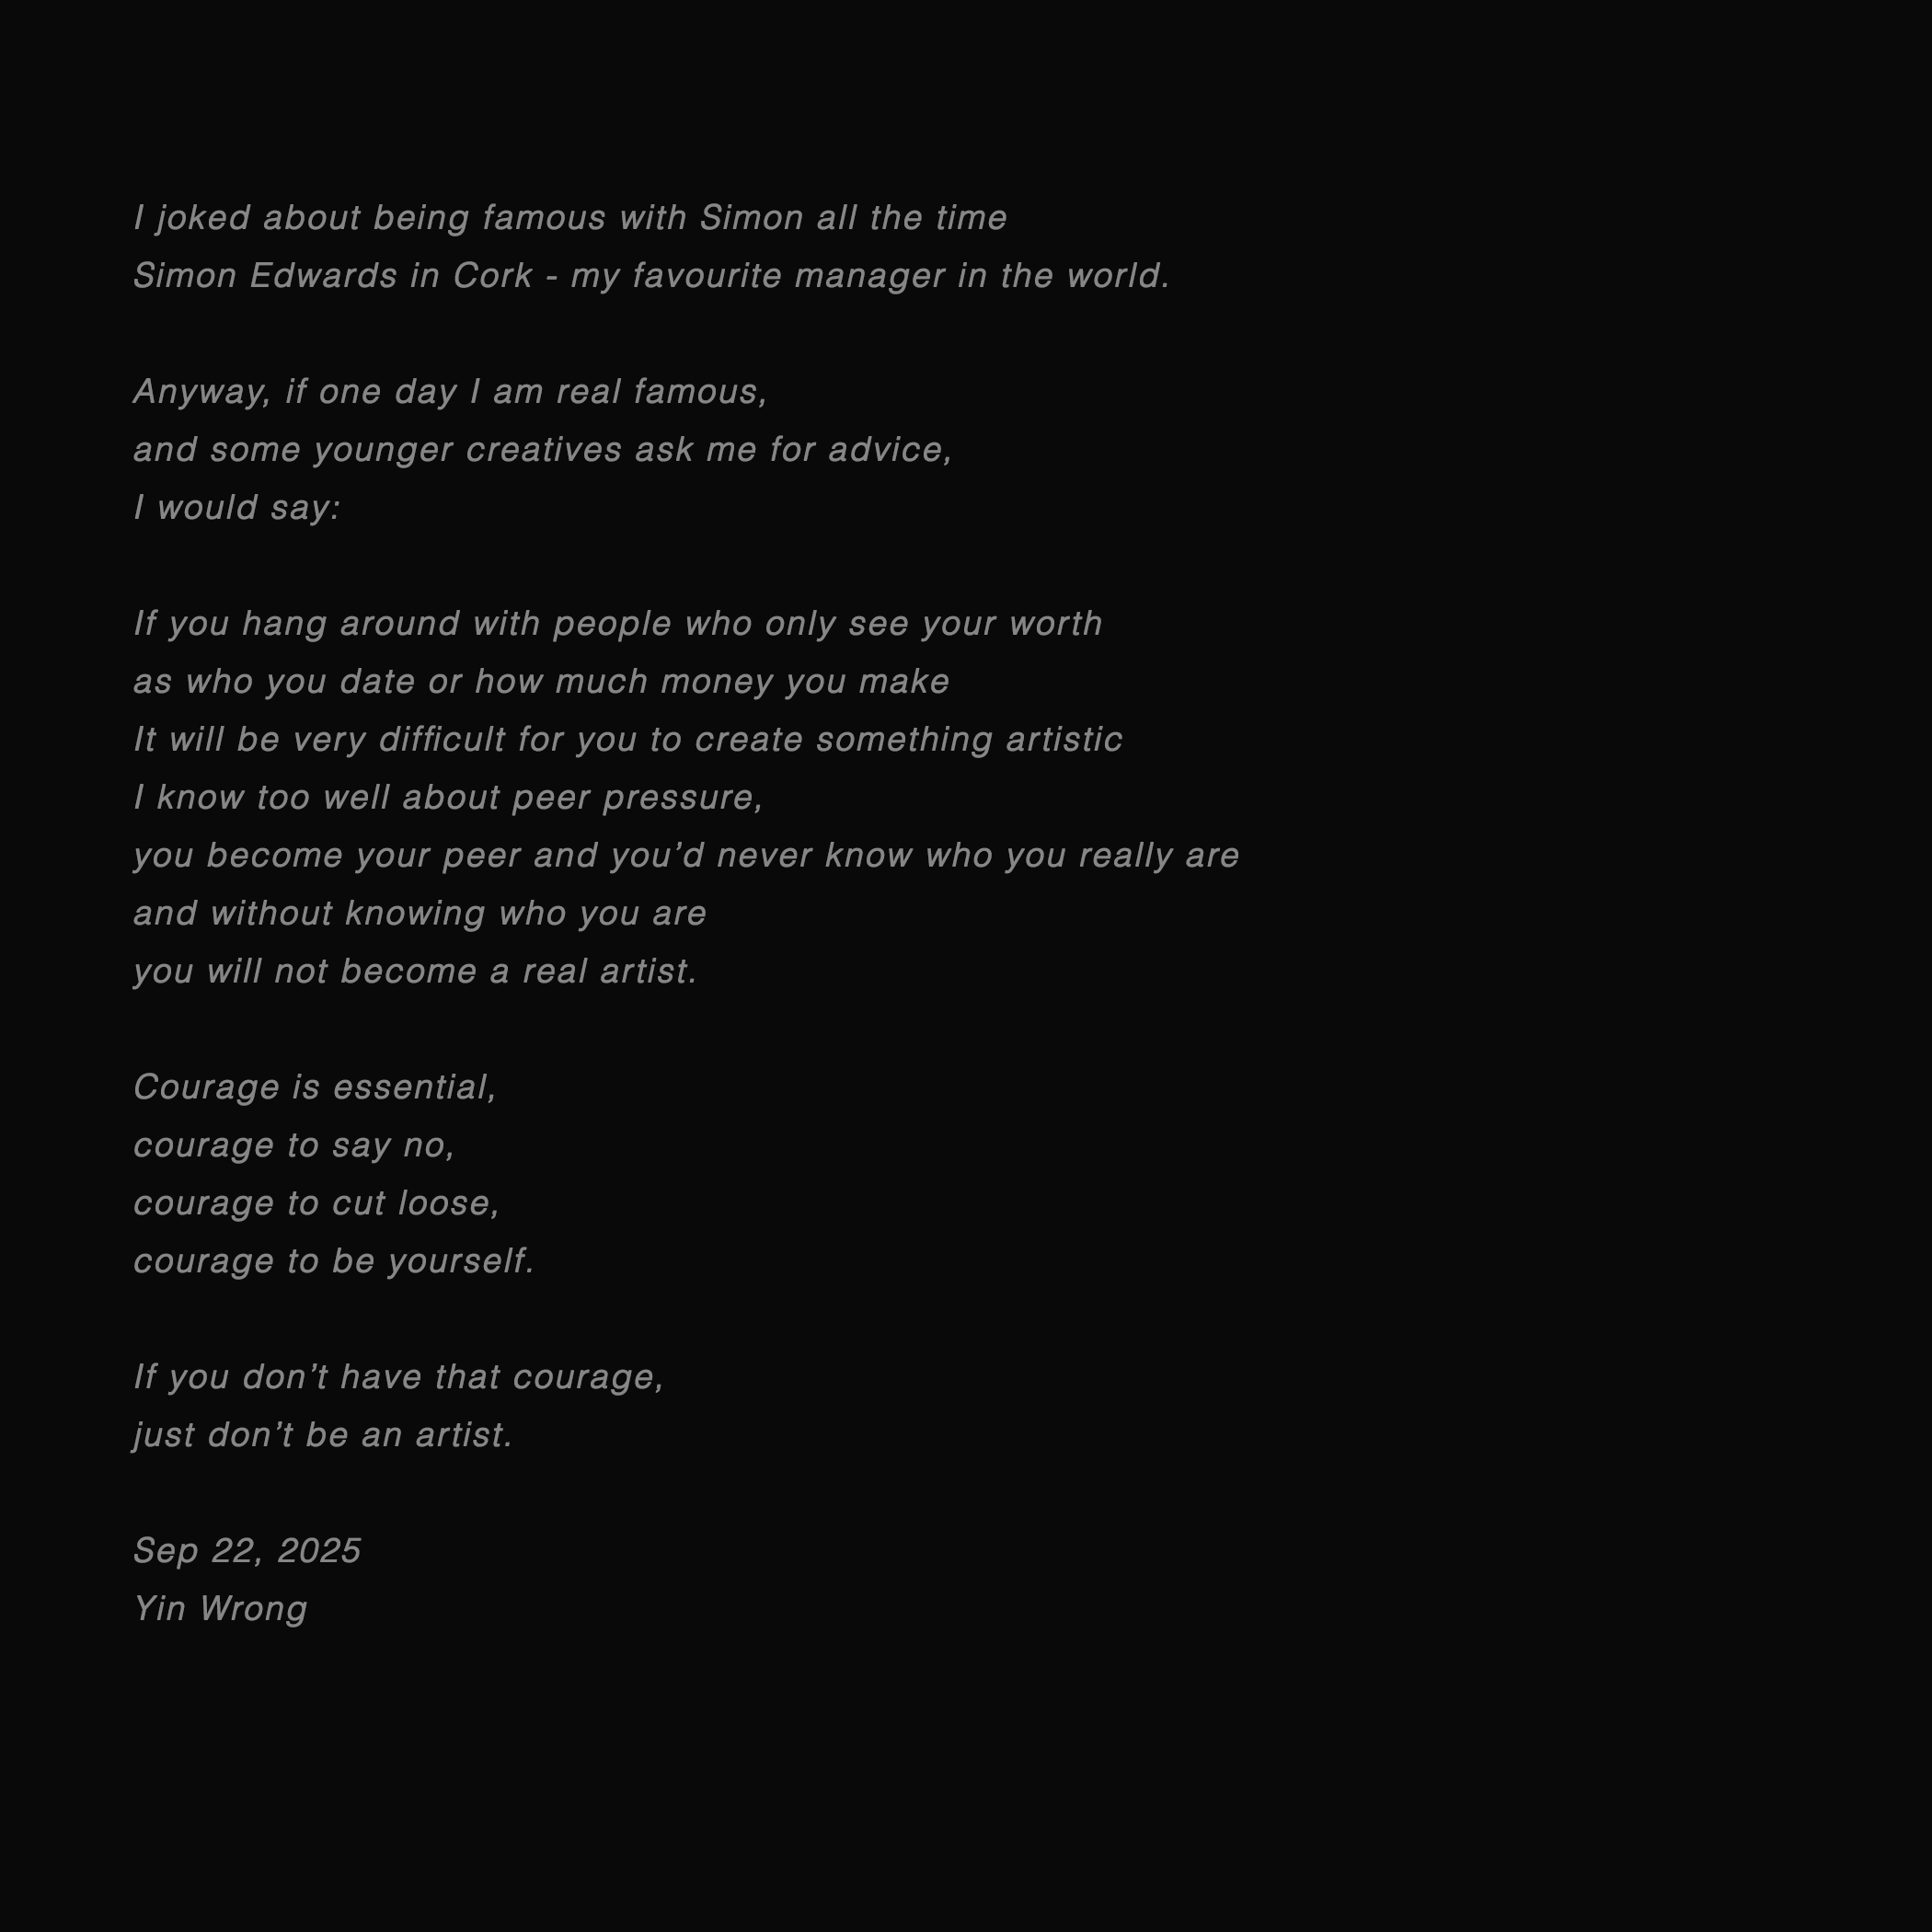 I joked about being famous with Simon all the time
Simon Edwards in Cork - my favourite manager in the world.
Anyway, if one day I am real famous,
and some younger creatives ask me for advice,
I would say:
If you hang around with people who only see your worth
as who you date or how much money you make
It will be very difficult for you to create something artistic
I know too well about peer pressure,
you become your peer and you’d never know who you really are
and without knowing who you are
you will not become a real artist.
Courage is essential,
courage to say no,
courage to cut loose,
courage to be yourself.
If you don’t have that courage,
just don’t be an artist.
Sep 22, 2025
Yin Wrong